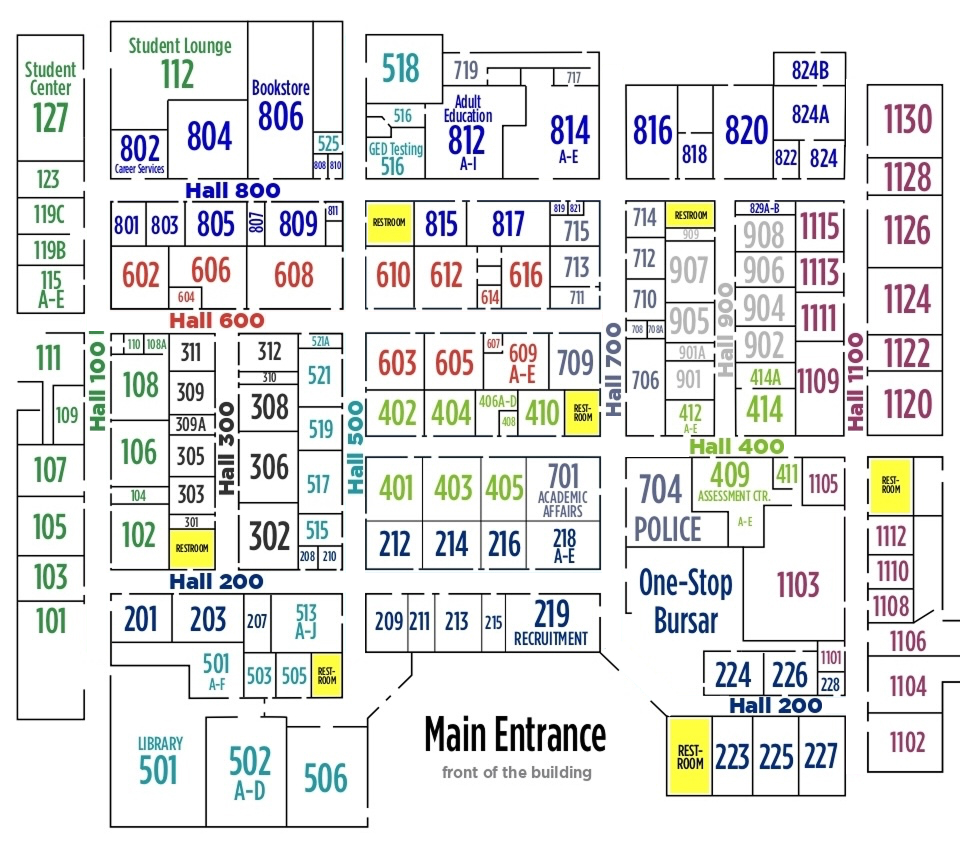 Student
Center
127
123
119C
119B
115
A-E
111
109
107
105
103
101
Hall 100
Student Lounge
112
Bookstore
806
804
802
Career Services
525
808
810
Hall 800
801
803
805
807
809
811
602
606
604
608
Hall 600
110
108A
108
106
104
102
311
309
309A
305
303
301
RESTROOM
Hall 300
312
310
308
306
302
521A
521
519
517
515
208
210
Hall 500
Hall 200
201
203
207
513
A-J
501
A-F
503
505
REST-
ROOM
LIBRARY
501
502
A-D
506
518
516
GED Testing
516
719
717
Adult
Education
812
A-I
814
A-E
RESTROOM
815
817
819
821
715
610
612
614
616
713
711
603
605
607
609
A-E
709
402
404
406A-D
408
410
REST-
ROOM
401
403
405
701
ACADEMIC
AFFAIRS
212
214
216
218
A-E
209
211
213
215
219
RECRUITMENT
Main Entrance
front of the building
Hall 700
816
818
820
824B
824A
822
824
714
712
710
708
708A
706
RESTROOM
909
907
905
901A
901
412
A-E
Hall 900
829A-B
908
906
904
902
414A
414
1115
1113
1111
1109
Hall 1100
Hall 400
704
POLICE
409
ASSESSMENT CTR.
A-E
411
1105
One-Stop
Bursar
1103
1101
224
226
228
Hall 200
REST-
ROOM
223
225
227
1130
1128
1126
1124
1122
1120
REST-
ROOM
1112
1110
1108
1106
1104
1102